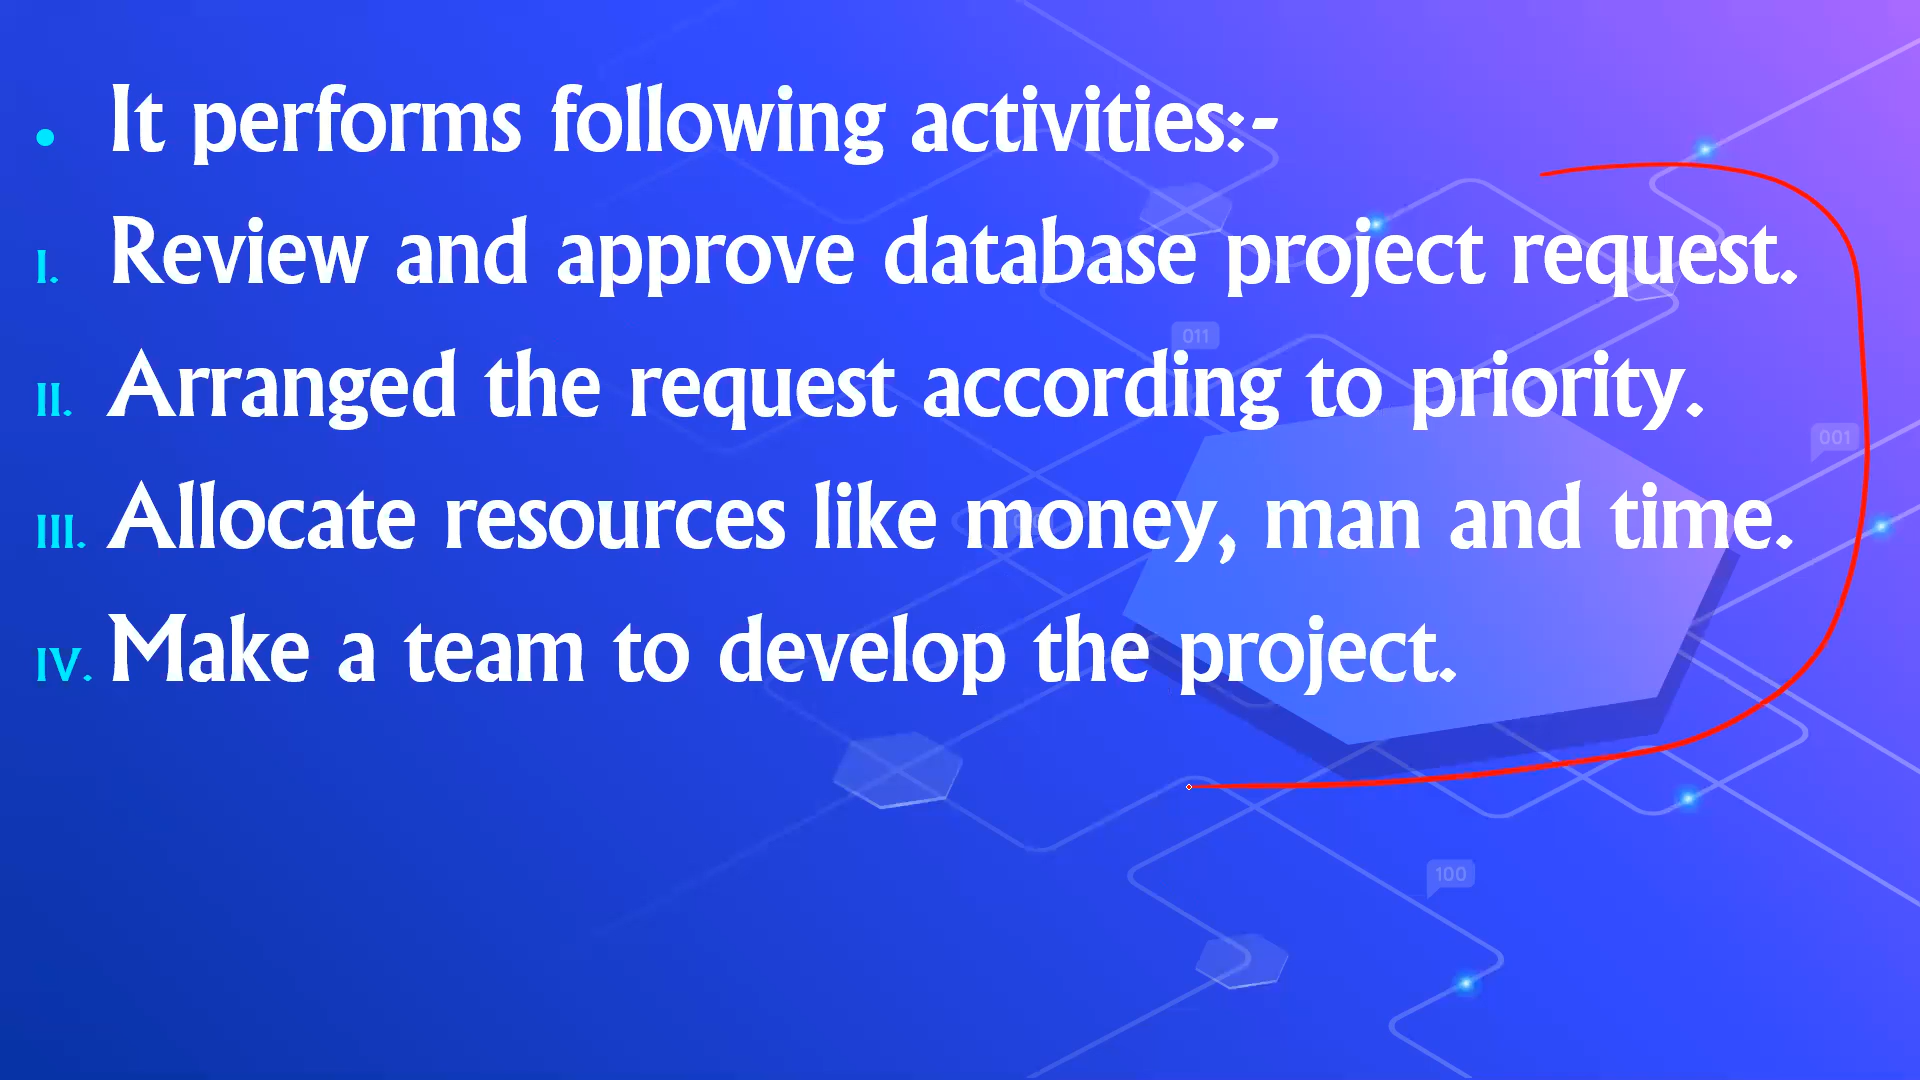 • It performs following activities:-
I. Review and approve database project request.
011
II. Arranged the request according to priority.
001
III. Allocate resources like money, man and time.
IV. Make a team to develop the project.
100